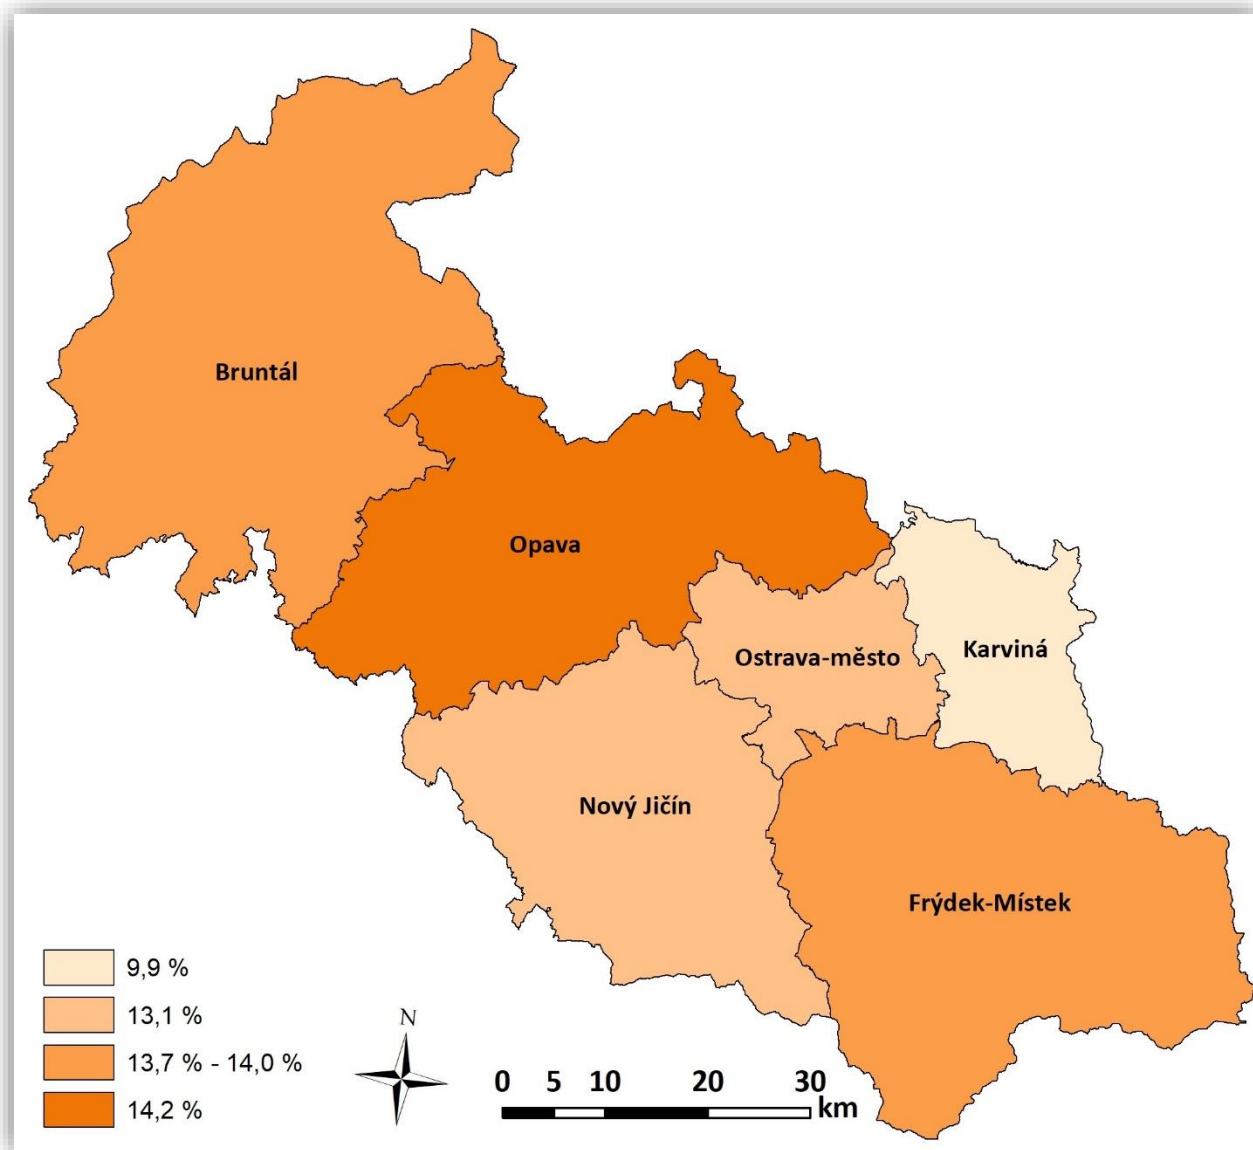 Bruntál
Opava
Ostrava-město
Karviná
Nový Jičín
Frýdek-Místek
9,9 %
13,1 %
13,7 % - 14,0 %
14,2 %
N
0 5 10 20 30
km